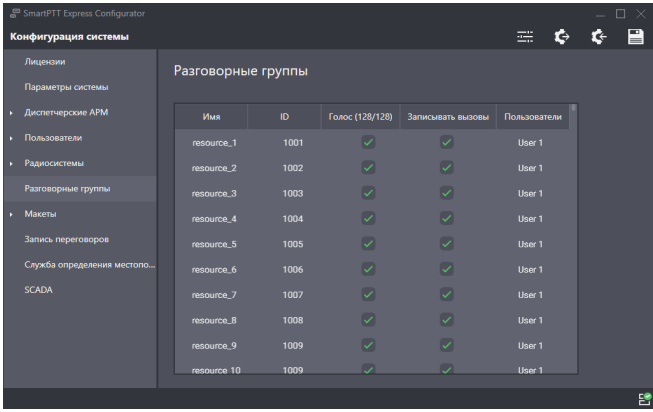 SmartPTT Express Configurator
Конфигурация системы
Лицензии
Параметры системы
Диспетчерские АРМ
Пользователи
Радиосистемы
Разговорные группы
Макеты
Запись переговоров
Служба определения местопо...
SCADA
Разговорные группы
Имя ID Голос (128/128) Записывать вызовы Пользователи
resource_1 1001 User 1
resource_2 1002 User 1
resource_3 1003 User 1
resource_4 1004 User 1
resource_5 1005 User 1
resource_6 1006 User 1
resource_7 1007 User 1
resource_8 1008 User 1
resource_9 1009 User 1
resource 10 1009 User 1